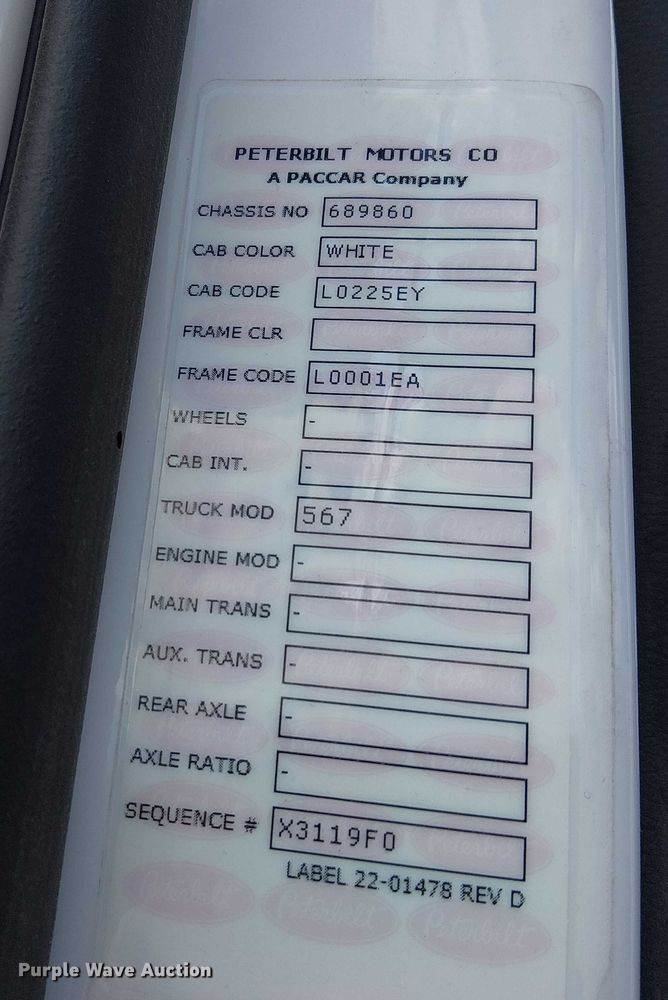 PETERBILT MOTORS CO
A PACCAR Company
CHASSIS NO 689860
CAB COLOR WHITE
CAB CODE L0225EY
FRAME CLR
FRAME CODE L0001EA
WHEELS -
CAB INT. -
TRUCK MOD 567
ENGINE MOD -
MAIN TRANS -
AUX. TRANS -
REAR AXLE -
AXLE RATIO -
SEQUENCE # X3119F0
LABEL 22-01478 REV D
Peterbilt
Purple Wave Auction